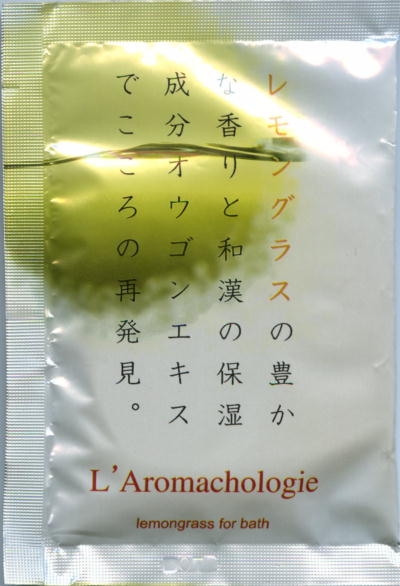 レモングラスの豊か
な香りと和漢の保湿
成分オウゴンエキス
でこころの再発見。
L'Aromachologie
lemongrass for bath